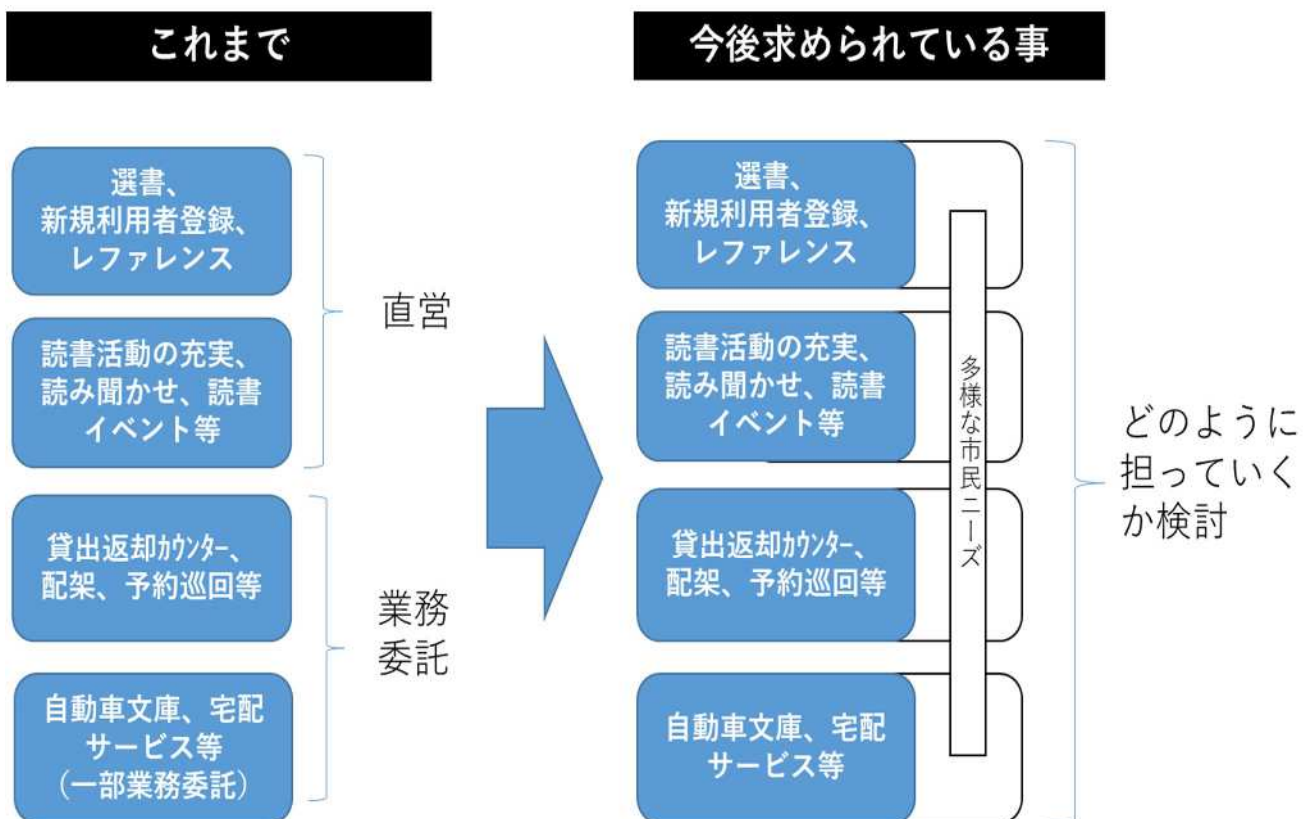 これまで
選書、
新規利用者登録、
レファレンス
読書活動の充実、
読み聞かせ、読書
イベント等
直営
貸出返却ｶｳﾝﾀｰ、
配架、予約巡回等
自動車文庫、宅配
サービス等
（一部業務委託）
業務
委託
今後求められている事
選書、
新規利用者登録、
レファレンス
読書活動の充実、
読み聞かせ、読書
イベント等
貸出返却ｶｳﾝﾀｰ、
配架、予約巡回等
自動車文庫、宅配
サービス等
多様な市民ニーズ
どのように
担っていく
か検討